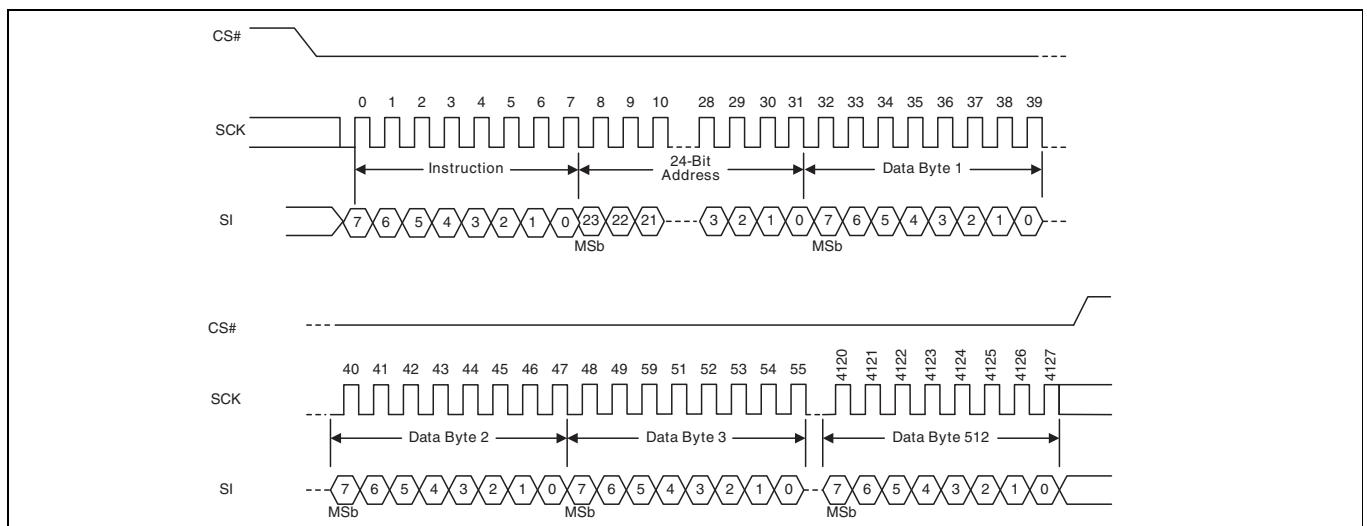 CS#
0 1 2 3 4 5 6 7 8 9 10 28 29 30 31 32 33 34 35 36 37 38 39
SCK
Instruction
24-Bit
Address
Data Byte 1
SI
7 6 5 4 3 2 1 0 23 22 21 3 2 1 0 7 6 5 4 3 2 1 0
MSb MSb
CS#
40 41 42 43 44 45 46 47 48 49 59 51 52 53 54 55 4120 4121 4122 4123 4124 4125 4126 4127
SCK
Data Byte 2 Data Byte 3 Data Byte 512
SI
7 6 5 4 3 2 1 0 7 6 5 4 3 2 1 0 7 6 5 4 3 2 1 0
MSb MSb MSb